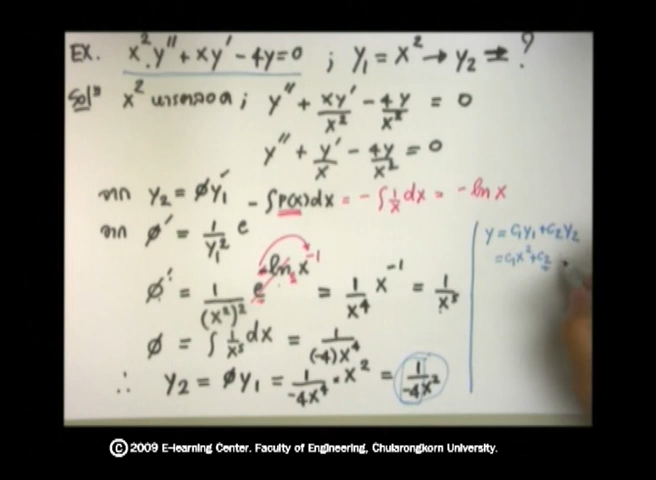 EX. x²y'' + xy' - 4y = 0 ; y₁ = x² → y₂ = ?
Solⁿ x² หารตลอด ; y'' + xy'/x² - 4y/x² = 0
y'' + y'/x - 4y/x² = 0
จาก y₂ = φy₁
จาก φ' = 1/y₁² e^(-∫P(x)dx) = -∫1/x dx = -ln x
φ' = 1/(x²)² e^(-ln x^-1) = 1/x⁴ x^-1 = 1/x⁵
φ = ∫ 1/x⁵ dx = 1/(-4)x⁴
∴ y₂ = φy₁ = 1/-4x⁴ · x² = 1/-4x²
y = c₁y₁ + c₂y₂
= c₁x² + c₂
© 2009 E-learning Center. Faculty of Engineering, Chularongkorn University.